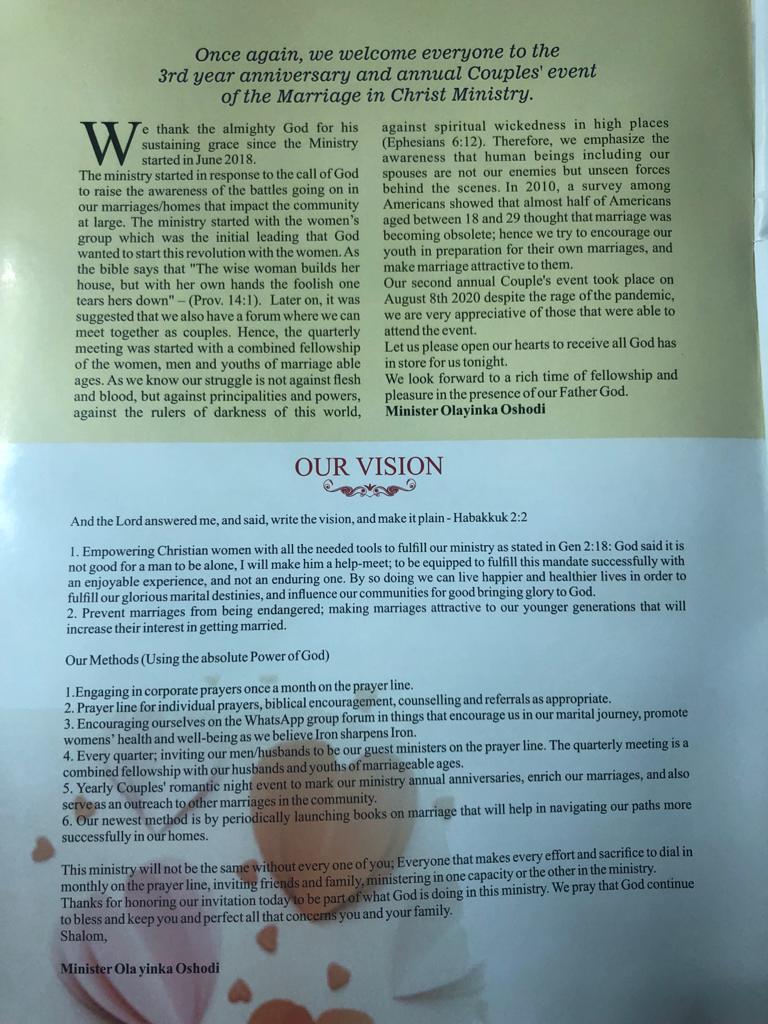 Once again, we welcome everyone to the
3rd year anniversary and annual Couples' event
of the Marriage in Christ Ministry.
We thank the almighty God for his
sustaining grace since the Ministry
started in June 2018.
The ministry started in response to the call of God
to raise the awareness of the battles going on in
our marriages/homes that impact the community
at large. The ministry started with the women's
group which was the initial leading that God
wanted to start this revolution with the women. As
the bible says that "The wise woman builds her
house, but with her own hands the foolish one
tears hers down" – (Prov. 14:1). Later on, it was
suggested that we also have a forum where we can
meet together as couples. Hence, the quarterly
meeting was started with a combined fellowship
of the women, men and youths of marriage able
ages. As we know our struggle is not against flesh
and blood, but against principalities and powers,
against the rulers of darkness of this world,
against spiritual wickedness in high places
(Ephesians 6:12). Therefore, we emphasize the
awareness that human beings including our
spouses are not our enemies but unseen forces
behind the scenes. In 2010, a survey among
Americans showed that almost half of Americans
aged between 18 and 29 thought that marriage was
becoming obsolete; hence we try to encourage our
youth in preparation for their own marriages, and
make marriage attractive to them.
Our second annual Couple's event took place on
August 8th 2020 despite the rage of the pandemic,
we are very appreciative of those that were able to
attend the event.
Let us please open our hearts to receive all God has
in store for us tonight.
We look forward to a rich time of fellowship and
pleasure in the presence of our Father God.
Minister Olayinka Oshodi
OUR VISION
And the Lord answered me, and said, write the vision, and make it plain - Habakkuk 2:2
1. Empowering Christian women with all the needed tools to fulfill our ministry as stated in Gen 2:18: God said it is
not good for a man to be alone, I will make him a help-meet; to be equipped to fulfill this mandate successfully with
an enjoyable experience, and not an enduring one. By so doing we can live happier and healthier lives in order to
fulfill our glorious marital destinies, and influence our communities for good bringing glory to God.
2. Prevent marriages from being endangered; making marriages attractive to our younger generations that will
increase their interest in getting married.
Our Methods (Using the absolute Power of God)
1.Engaging in corporate prayers once a month on the prayer line.
2. Prayer line for individual prayers, biblical encouragement, counselling and referrals as appropriate.
3. Encouraging ourselves on the WhatsApp group forum in things that encourage us in our marital journey, promote
womens' health and well-being as we believe Iron sharpens Iron.
4. Every quarter; inviting our men/husbands to be our guest ministers on the prayer line. The quarterly meeting is a
combined fellowship with our husbands and youths of marriageable ages.
5. Yearly Couples' romantic night event to mark our ministry annual anniversaries, enrich our marriages, and also
serve as an outreach to other marriages in the community.
6. Our newest method is by periodically launching books on marriage that will help in navigating our paths more
successfully in our homes.
This ministry will not be the same without every one of you; Everyone that makes every effort and sacrifice to dial in
monthly on the prayer line, inviting friends and family, ministering in one capacity or the other in the ministry.
Thanks for honoring our invitation today to be part of what God is doing in this ministry. We pray that God continue
to bless and keep you and perfect all that concerns you and your family.
Shalom,
Minister Ola yinka Oshodi